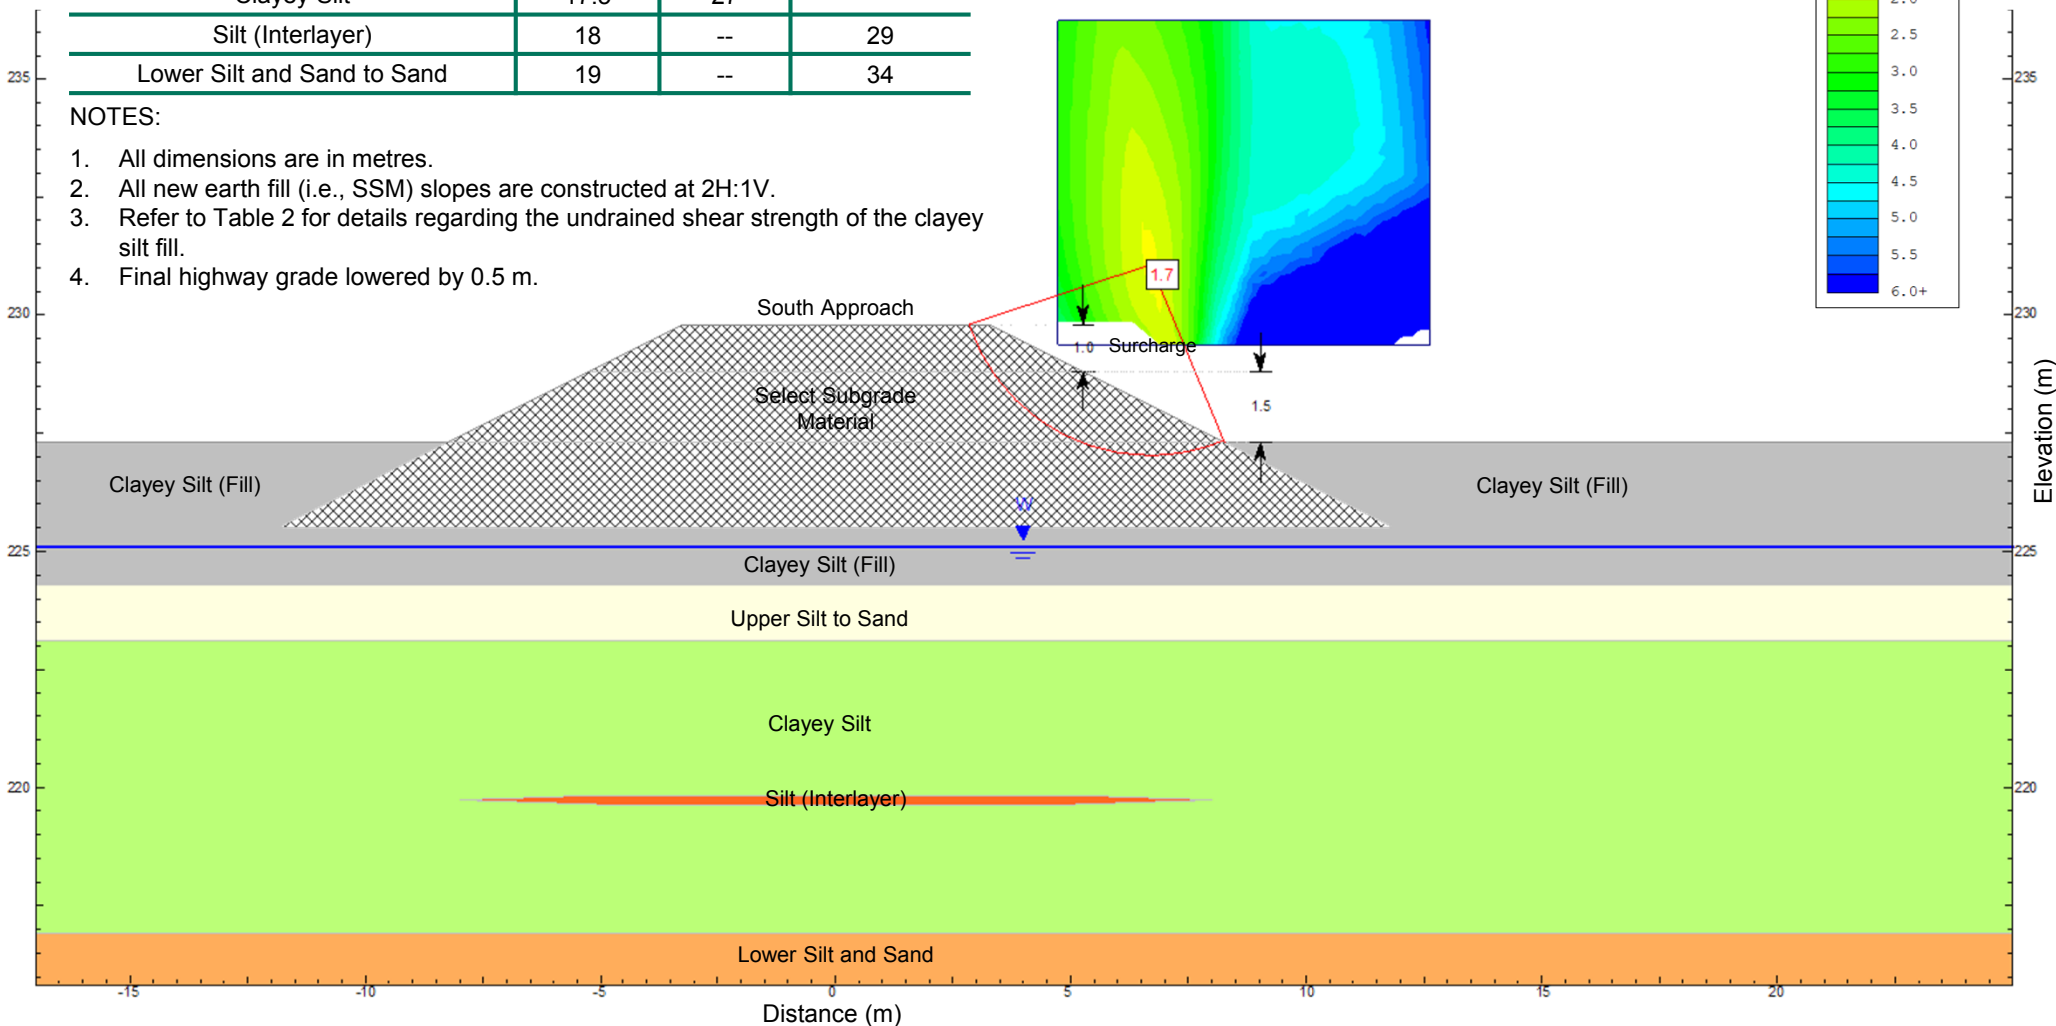 Silt (Interlayer) 18 -- 29
Lower Silt and Sand to Sand 19 -- 34
NOTES:
1. All dimensions are in metres.
2. All new earth fill (i.e., SSM) slopes are constructed at 2H:1V.
3. Refer to Table 2 for details regarding the undrained shear strength of the clayey
silt fill.
4. Final highway grade lowered by 0.5 m.
2.5
3.0
3.5
4.0
4.5
5.0
5.5
6.0+
235
235
230
230
225
225
220
220
Elevation (m)
South Approach
1.7
1.0
Surcharge
1.5
Select Subgrade
Material
Clayey Silt (Fill)
Clayey Silt (Fill)
W
Clayey Silt (Fill)
Upper Silt to Sand
Clayey Silt
Silt (Interlayer)
Lower Silt and Sand
-15 -10 -5 0 5 10 15 20
Distance (m)